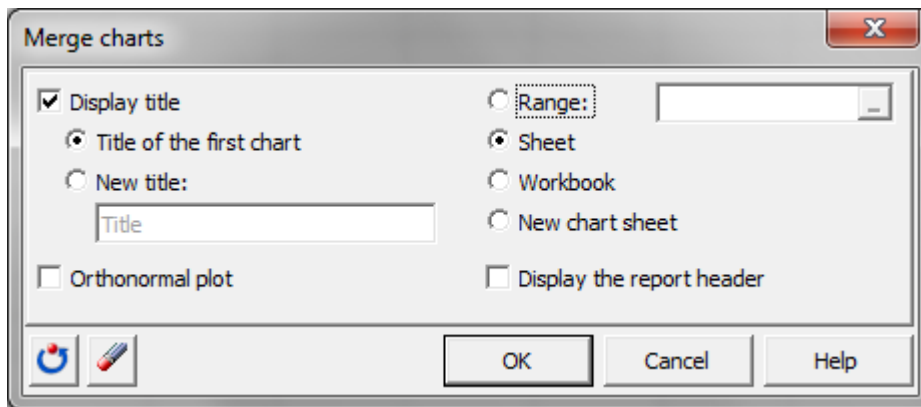 Merge charts
Display title
Title of the first chart
New title:
Title
Orthonormal plot
Range:
Sheet
Workbook
New chart sheet
Display the report header
OK
Cancel
Help